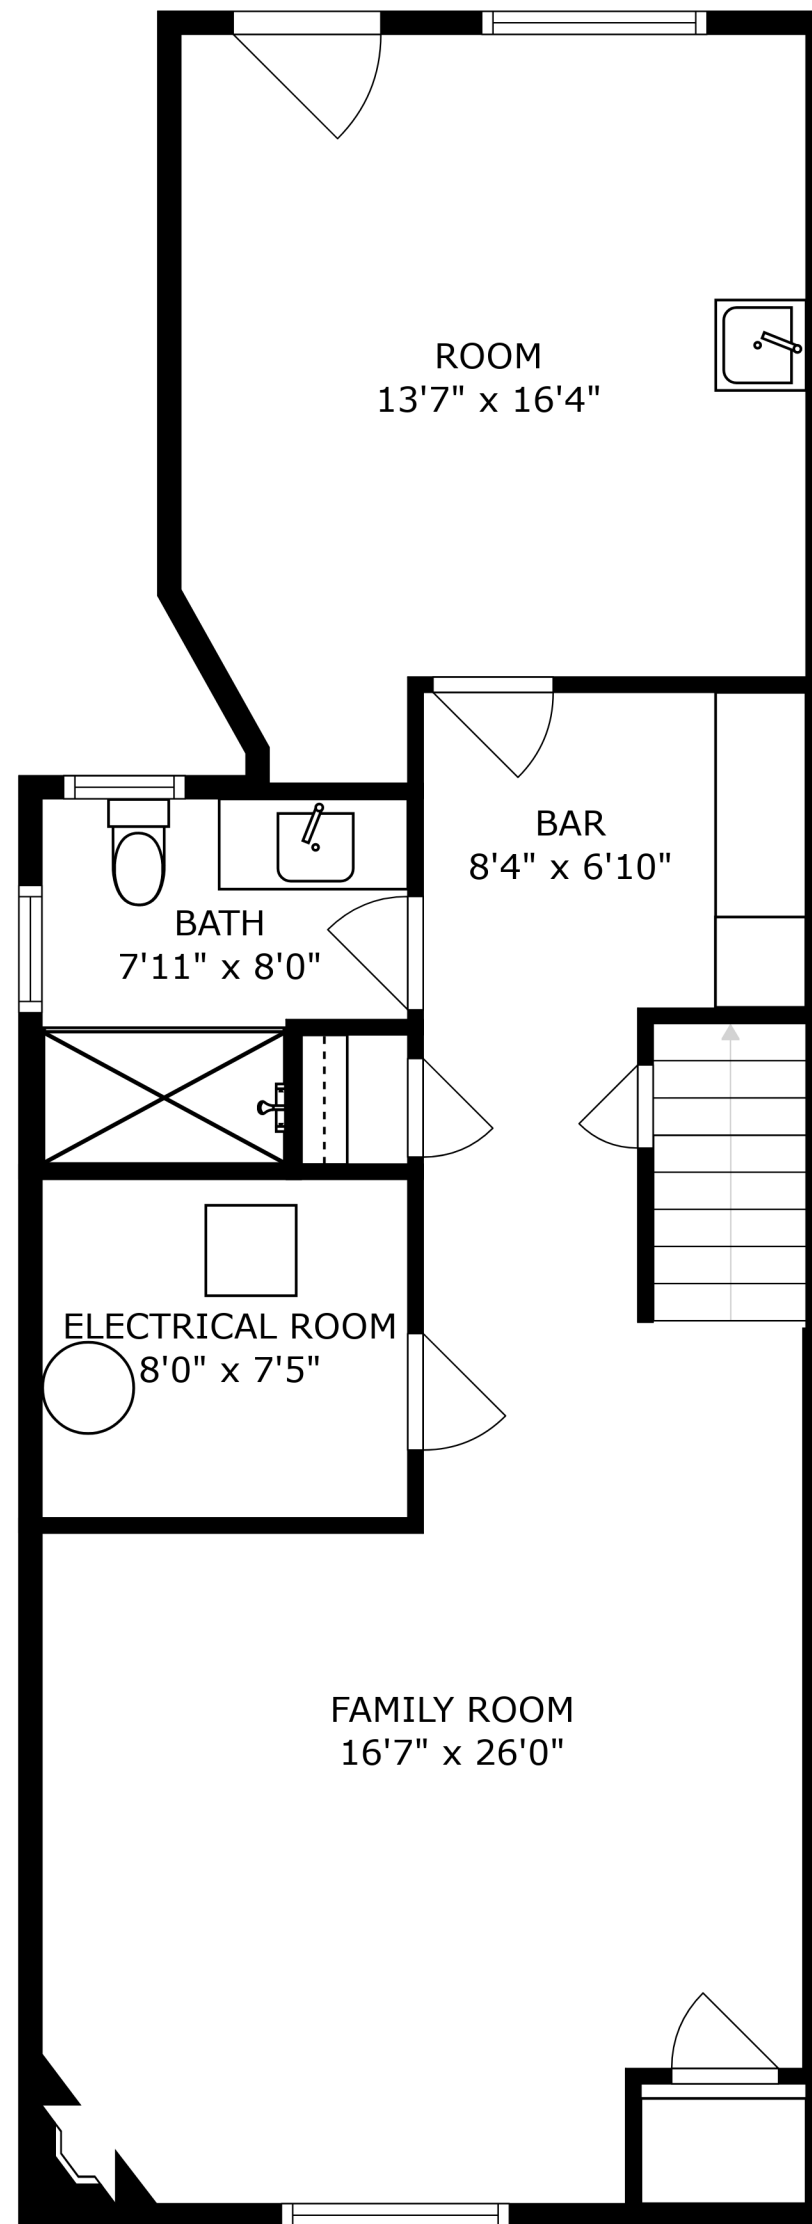 ROOM
13'7" x 16'4"
BAR
8'4" x 6'10"
BATH
7'11" x 8'0"
ELECTRICAL ROOM
8'0" x 7'5"
FAMILY ROOM
16'7" x 26'0"